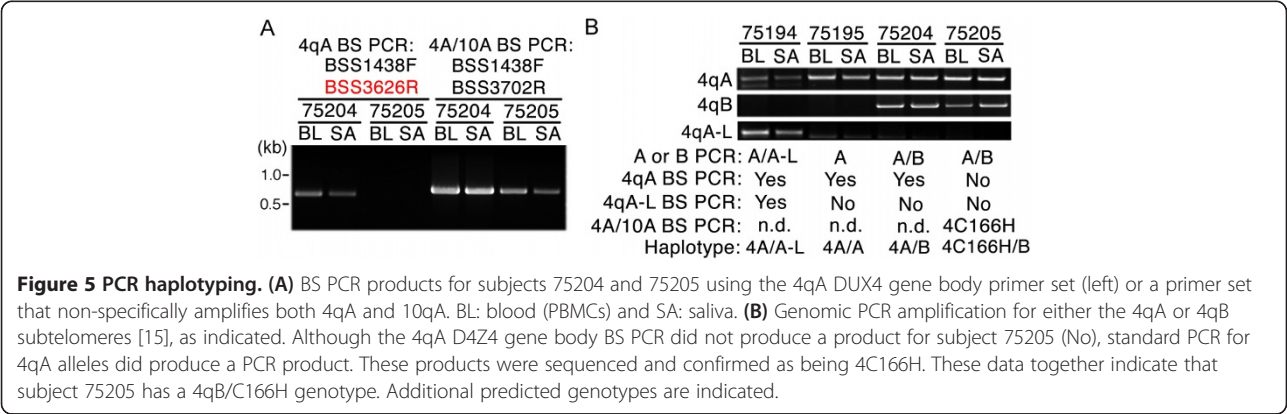 A
4qA BS PCR: 4A/10A BS PCR:
BSS1438F BSS1438F
BSS3626R BSS3702R
75204 75205 75204 75205
BL SA BL SA BL SA BL SA
(kb)
1.0-
0.5-
B
75194 75195 75204 75205
BL SA BL SA BL SA BL SA
4qA
4qB
4qA-L
A or B PCR: A/A-L A A/B A/B
4qA BS PCR: Yes Yes Yes No
4qA-L BS PCR: Yes No No No
4A/10A BS PCR: n.d. n.d. n.d. 4C166H
Haplotype: 4A/A-L 4A/A 4A/B 4C166H/B
Figure 5 PCR haplotyping. (A) BS PCR products for subjects 75204 and 75205 using the 4qA DUX4 gene body primer set (left) or a primer set
that non-specifically amplifies both 4qA and 10qA. BL: blood (PBMCs) and SA: saliva. (B) Genomic PCR amplification for either the 4qA or 4qB
subtelomeres [15], as indicated. Although the 4qA D4Z4 gene body BS PCR did not produce a product for subject 75205 (No), standard PCR for
4qA alleles did produce a PCR product. These products were sequenced and confirmed as being 4C166H. These data together indicate that
subject 75205 has a 4qB/C166H genotype. Additional predicted genotypes are indicated.